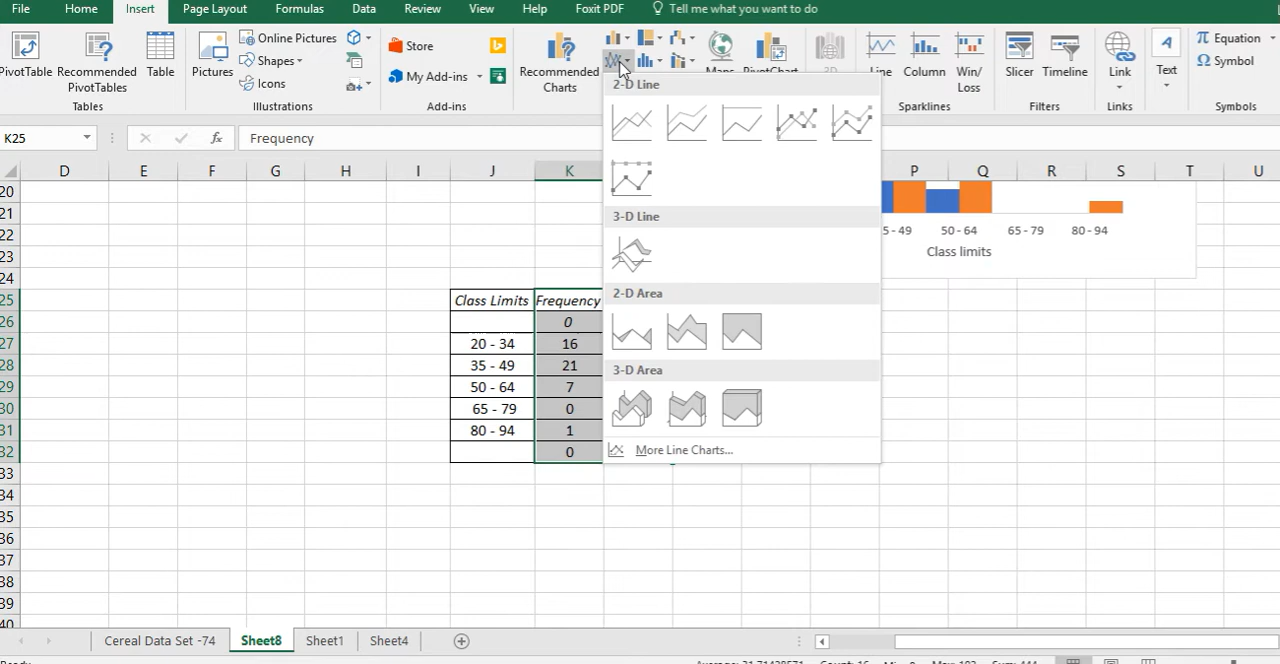 File Home Insert Page Layout Formulas Data Review View Help Foxit PDF Tell me what you want to do
PivotTable
Recommended
PivotTables
Table
Tables
Pictures
Online Pictures
Shapes
Icons
Illustrations
Store
My Add-ins
Add-ins
Recommended
Charts
Maps PivotChart 3D
Line Column Win/
Loss
Sparklines
Slicer Timeline
Filters
Link
Links
Text
A
π Equation
Ω Symbol
Symbols
K25 fx Frequency
D E F G H I J K P Q R S T U
2-D Line
3-D Line
2-D Area
3-D Area
More Line Charts...
5 - 49 50 - 64 65 - 79 80 - 94
Class limits
20
21
22
23
24
25 Class Limits Frequency
26 0
27 20 - 34 16
28 35 - 49 21
29 50 - 64 7
30 65 - 79 0
31 80 - 94 1
32 0
33
34
35
36
37
38
39
40
Cereal Data Set -74 Sheet8 Sheet1 Sheet4